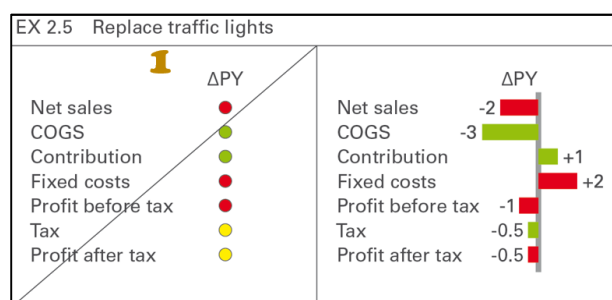 EX 2.5 Replace traffic lights
1
ΔPY
Net sales
COGS
Contribution
Fixed costs
Profit before tax
Tax
Profit after tax
ΔPY
Net sales -2
COGS -3
Contribution +1
Fixed costs +2
Profit before tax -1
Tax -0.5
Profit after tax -0.5